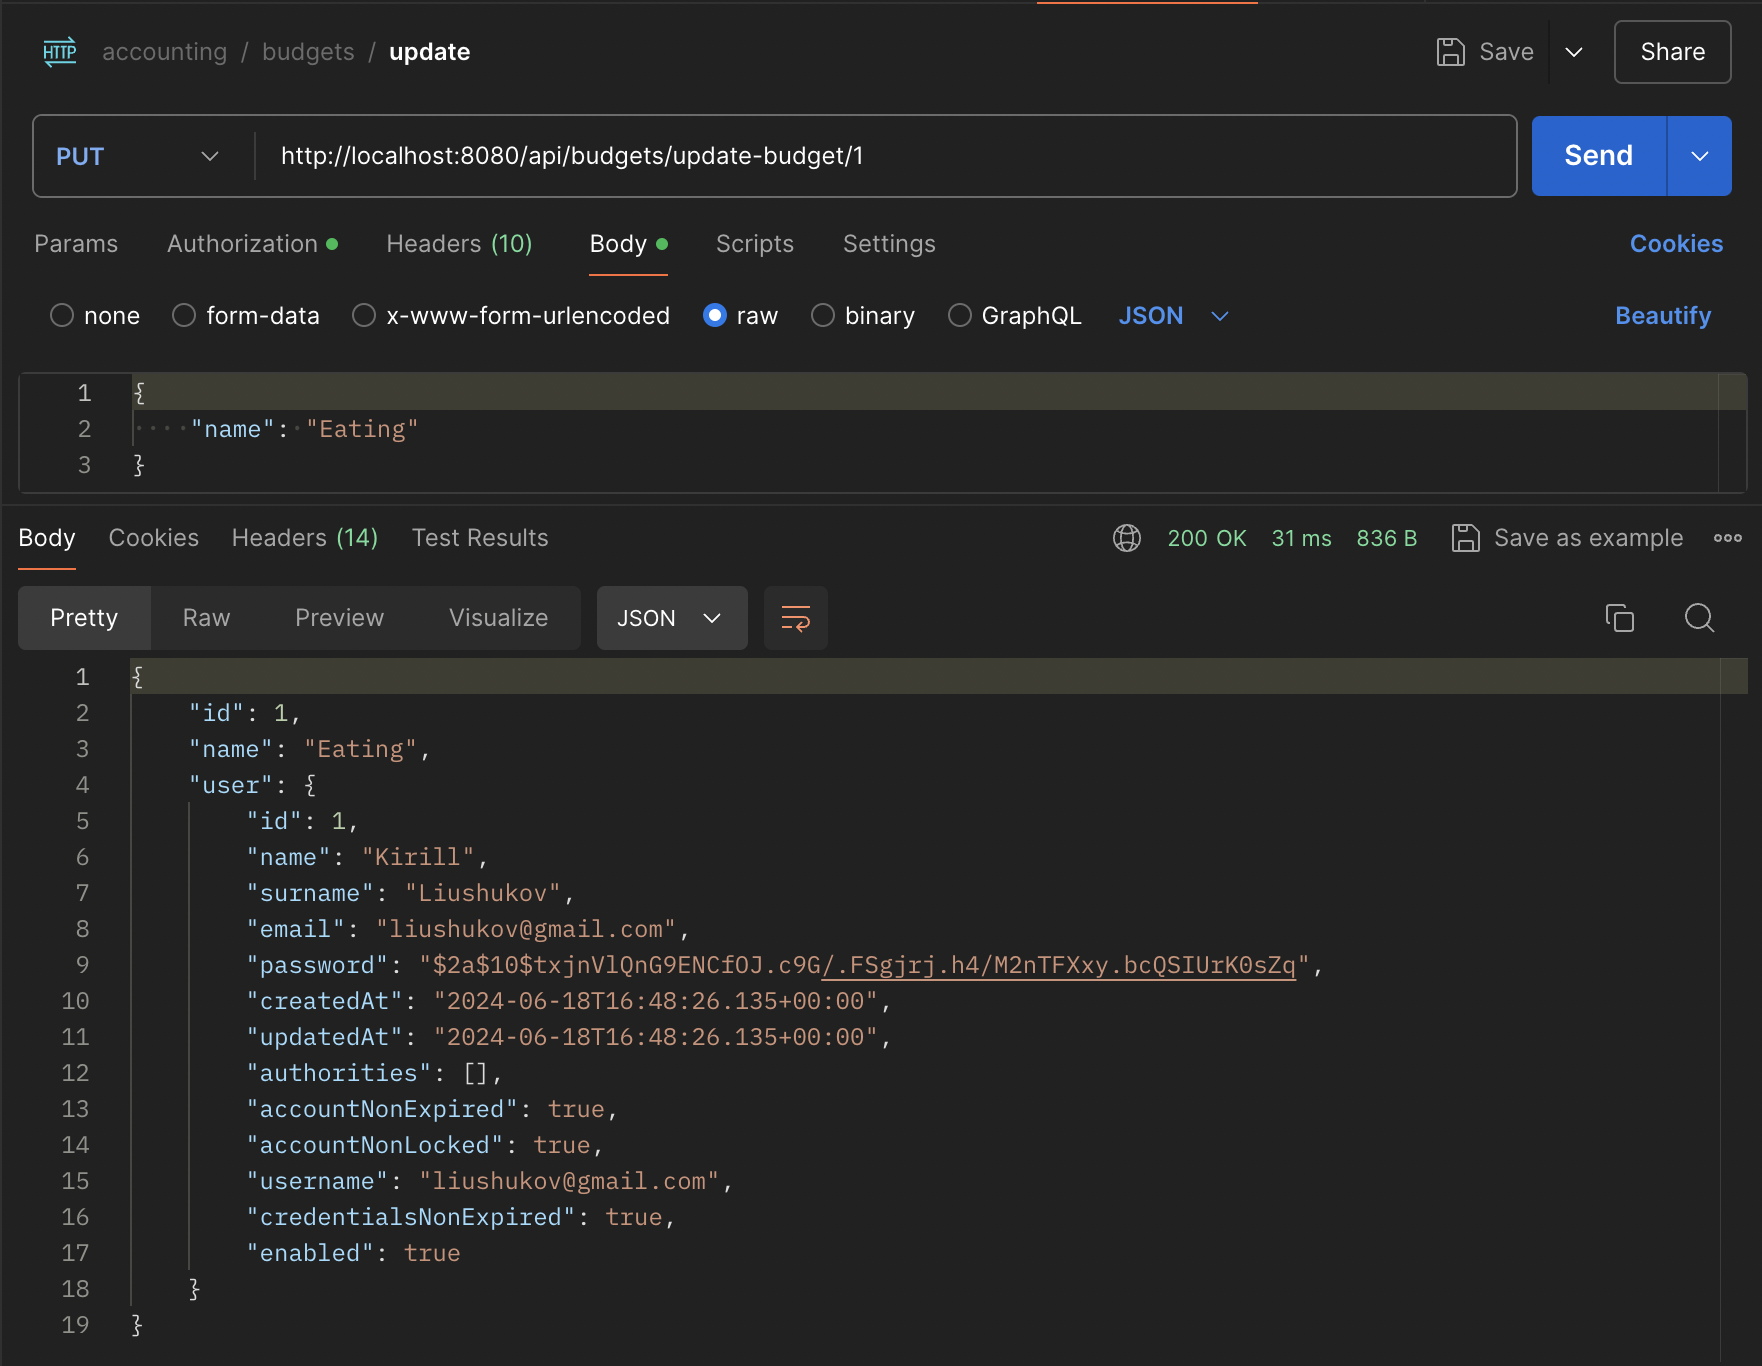 HTTP accounting / budgets / update Save Share
PUT http://localhost:8080/api/budgets/update-budget/1 Send
Params Authorization Headers (10) Body Scripts Settings Cookies
none form-data x-www-form-urlencoded raw binary GraphQL JSON Beautify
1 {
2 "name": "Eating"
3 }
Body Cookies Headers (14) Test Results 200 OK 31 ms 836 B Save as example
Pretty Raw Preview Visualize JSON
1 {
2 "id": 1,
3 "name": "Eating",
4 "user": {
5 "id": 1,
6 "name": "Kirill",
7 "surname": "Liushukov",
8 "email": "liushukov@gmail.com",
9 "password": "$2a$10$txjnVlQnG9ENCfOJ.c9G/.FSgjrj.h4/M2nTFXxy.bcQSIUrK0sZq",
10 "createdAt": "2024-06-18T16:48:26.135+00:00",
11 "updatedAt": "2024-06-18T16:48:26.135+00:00",
12 "authorities": [],
13 "accountNonExpired": true,
14 "accountNonLocked": true,
15 "username": "liushukov@gmail.com",
16 "credentialsNonExpired": true,
17 "enabled": true
18 }
19 }